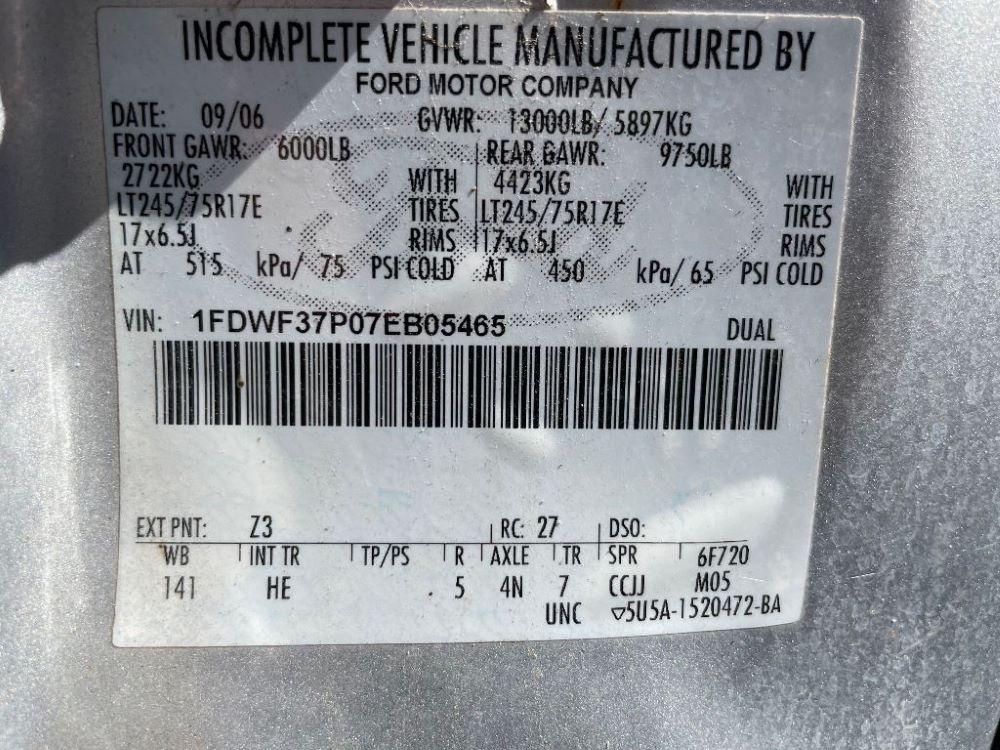 INCOMPLETE VEHICLE MANUFACTURED BY
FORD MOTOR COMPANY
DATE: 09/06 GVWR: 13000LB/ 5897KG
FRONT GAWR: 6000LB REAR GAWR: 9750LB
2722KG WITH 4423KG WITH
LT245/75R17E TIRES LT245/75R17E TIRES
17x6.5J RIMS 17x6.5J RIMS
AT 515 kPa/ 75 PSI COLD AT 450 kPa/ 65 PSI COLD
VIN: 1FDWF37P07EB05465 DUAL
EXT PNT: Z3 RC: 27 DSO:
WB INT TR TP/PS R AXLE TR SPR 6F720
141 HE 5 4N 7 CCJJ M05
UNC ▽5U5A-1520472-BA